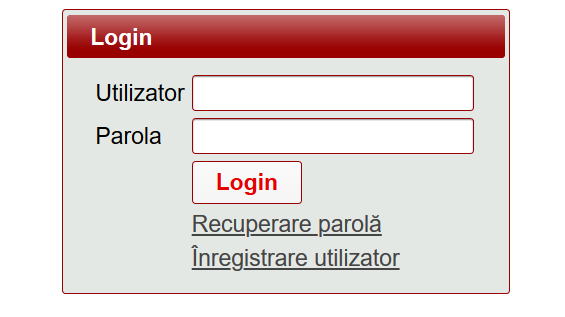 Login
Utilizator
Parola
Login
Recuperare parolă
Înregistrare utilizator